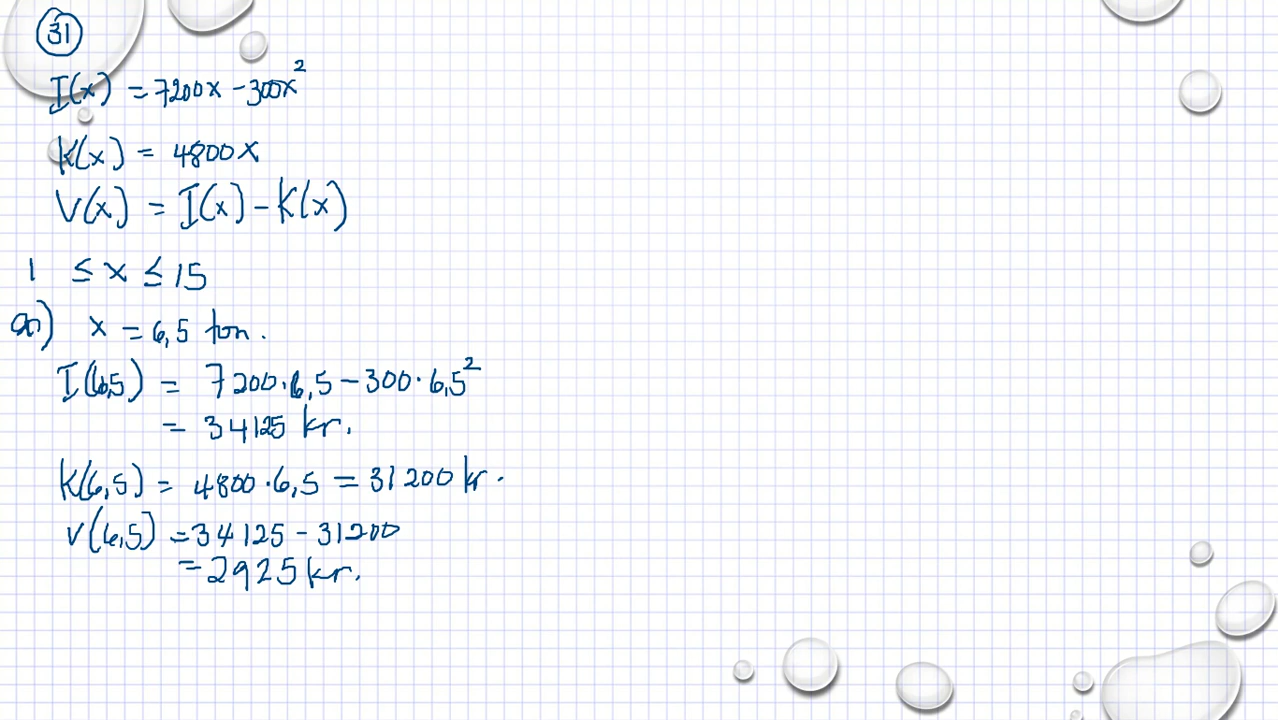 31
I(x) = 7200x - 300x²
K(x) = 4800x
V(x) = I(x) - K(x)
1 ≤ x ≤ 15
a) x = 6,5 ton.
I(6,5) = 7200·6,5 - 300·6,5²
= 34125 kr.
K(6,5) = 4800·6,5 = 31200 kr.
V(6,5) = 34125 - 31200
= 2925 kr.